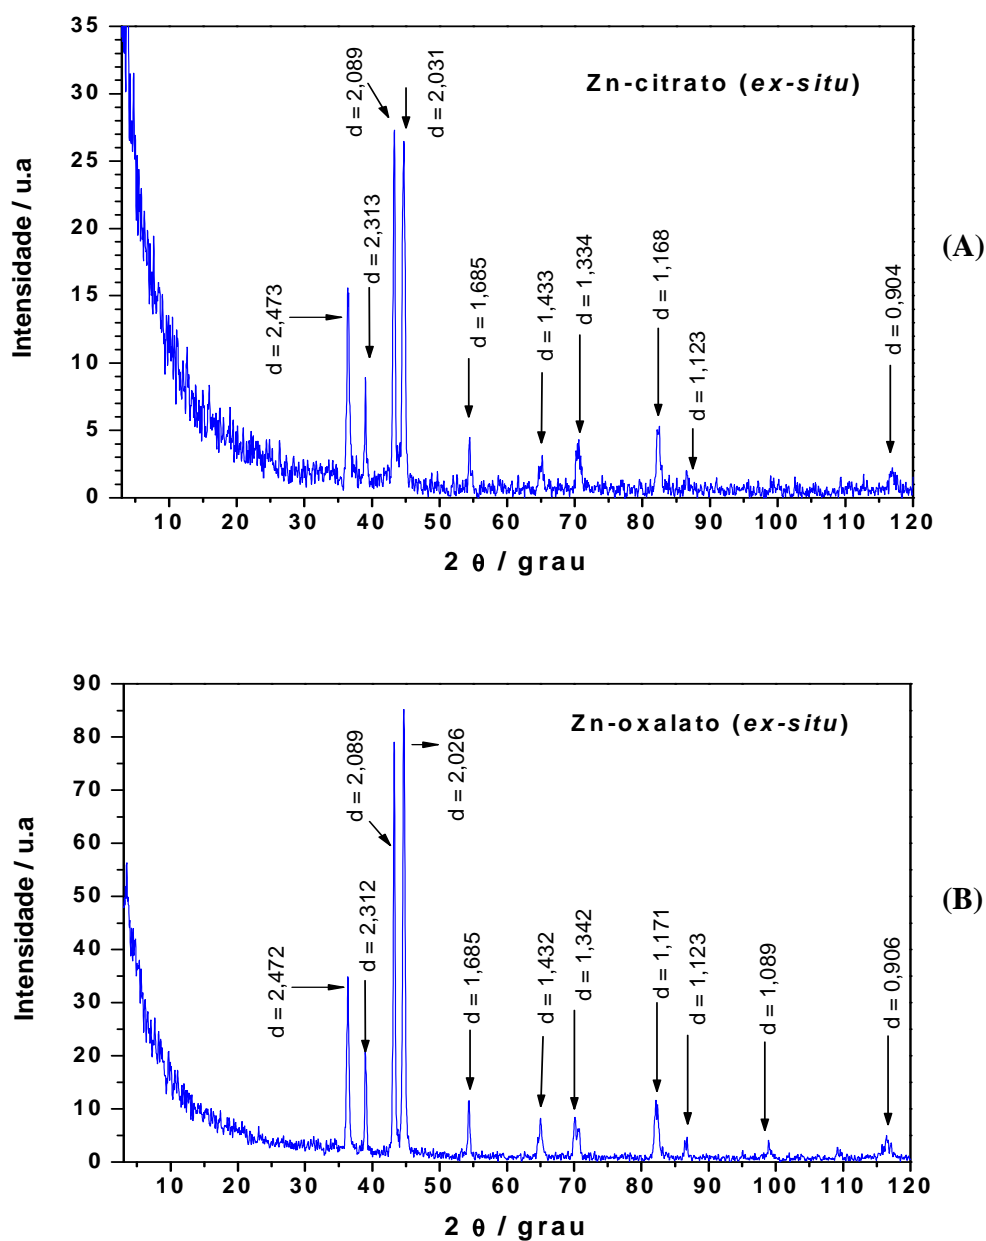 35
30
25
20
15
10
5
0
Intensidade / u.a
Zn-citrato (ex-situ)
d = 2,473
d = 2,313
d = 2,089
d = 2,031
d = 1,685
d = 1,433
d = 1,334
d = 1,168
d = 1,123
d = 0,904
(A)
10 20 30 40 50 60 70 80 90 100 110 120
2 θ / grau
90
80
70
60
50
40
30
20
10
0
Intensidade / u.a
Zn-oxalato (ex-situ)
d = 2,472
d = 2,312
d = 2,089
d = 2,026
d = 1,685
d = 1,432
d = 1,342
d = 1,171
d = 1,123
d = 1,089
d = 0,906
(B)
10 20 30 40 50 60 70 80 90 100 110 120
2 θ / grau